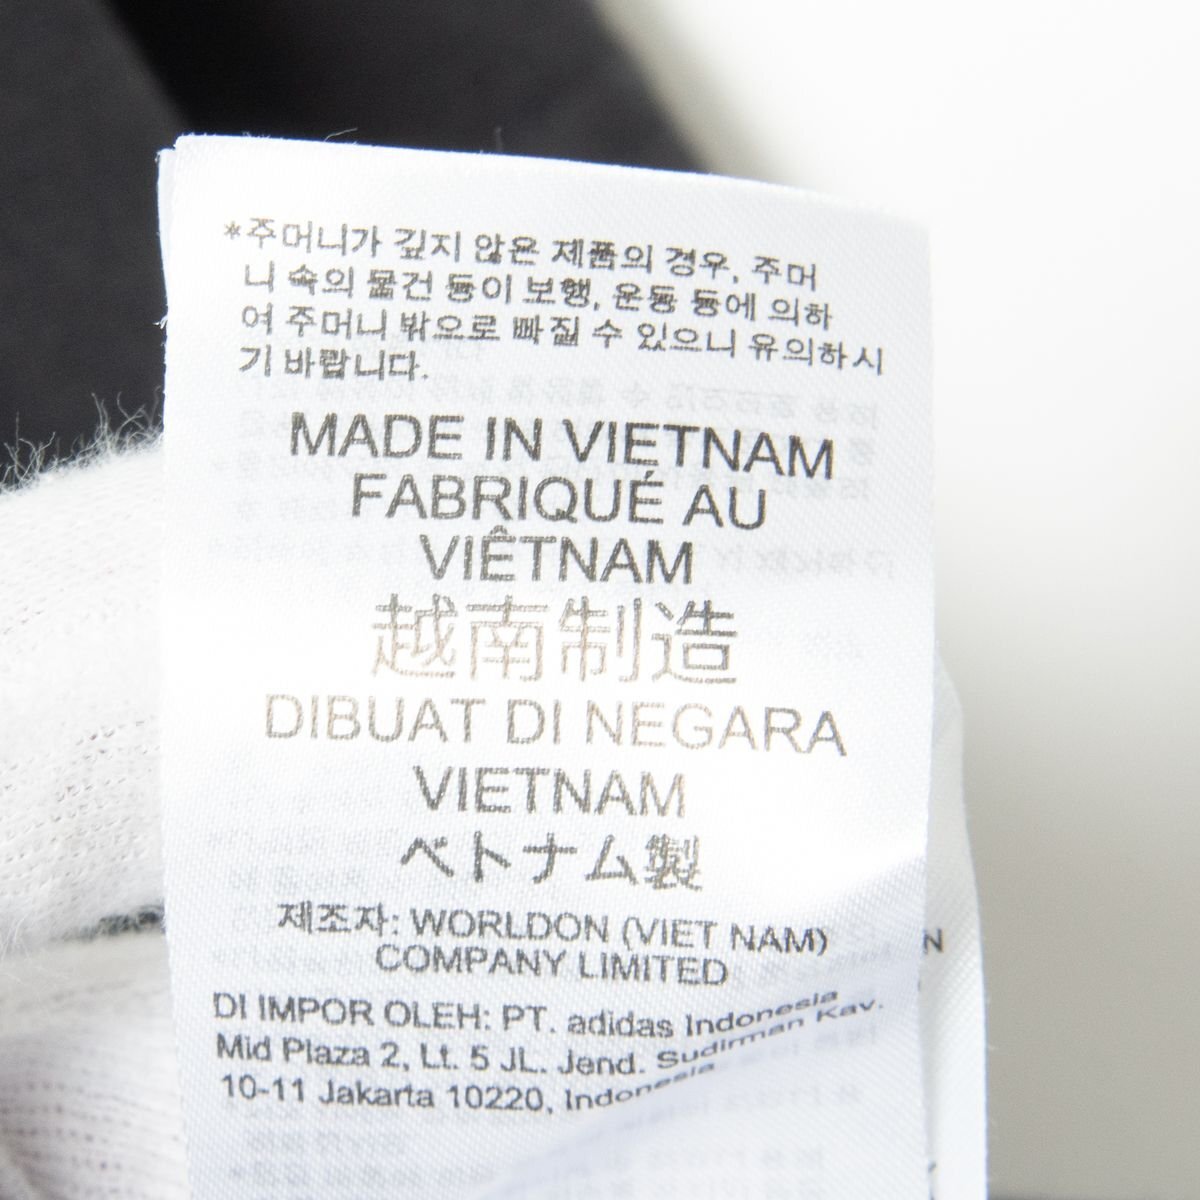 *주머니가 깊지 않은 제품의 경우, 주머
니 속의 물건 등이 보행, 운동 등에 의하
여 주머니 밖으로 빠질 수 있으니 유의하시
기 바랍니다.
MADE IN VIETNAM
FABRIQUÉ AU
VIÊTNAM
越南制造
DIBUAT DI NEGARA
VIETNAM
ベトナム製
제조자: WORLDON (VIET NAM)
COMPANY LIMITED
DI IMPOR OLEH: PT. adidas Indonesia
Mid Plaza 2, Lt. 5 JL. Jend. Sudirman Kav.
10-11 Jakarta 10220, Indonesia